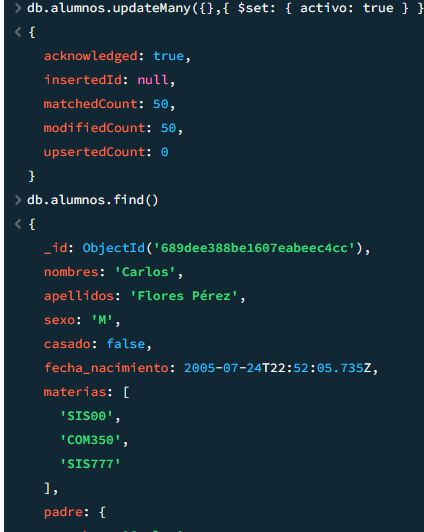 > db.alumnos.updateMany({},{ $set: { activo: true } }
< {
acknowledged: true,
insertedId: null,
matchedCount: 50,
modifiedCount: 50,
upsertedCount: 0
}
> db.alumnos.find()
< {
_id: ObjectId('689dee388be1607eabeec4cc'),
nombres: 'Carlos',
apellidos: 'Flores Pérez',
sexo: 'M',
casado: false,
fecha_nacimiento: 2005-07-24T22:52:05.735Z,
materias: [
'SIS00',
'COM350',
'SIS777'
],
padre: {